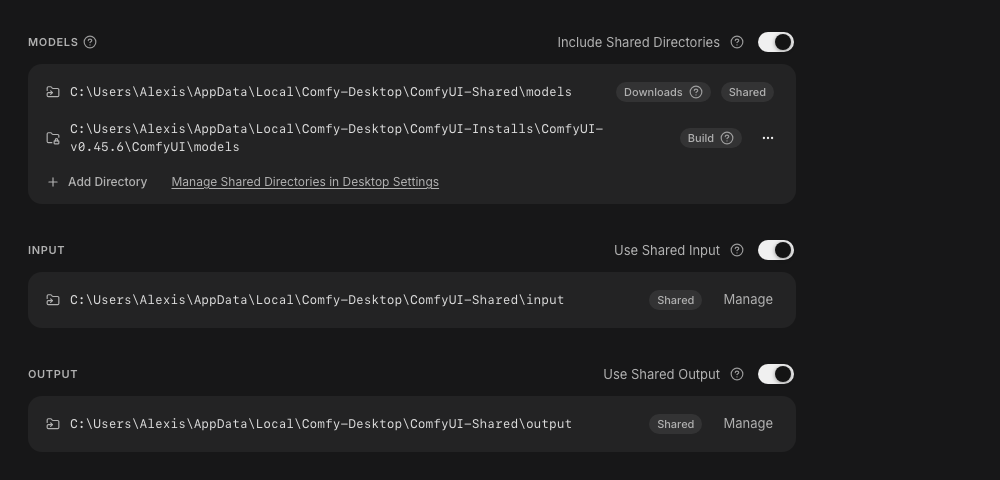 MODELS
Include Shared Directories
C:\Users\Alexis\AppData\Local\Comfy-Desktop\ComfyUI-Shared\models
Downloads
Shared
C:\Users\Alexis\AppData\Local\Comfy-Desktop\ComfyUI-Installs\ComfyUI-
v0.45.6\ComfyUI\models
Build
Add Directory
Manage Shared Directories in Desktop Settings
INPUT
Use Shared Input
C:\Users\Alexis\AppData\Local\Comfy-Desktop\ComfyUI-Shared\input
Shared
Manage
OUTPUT
Use Shared Output
C:\Users\Alexis\AppData\Local\Comfy-Desktop\ComfyUI-Shared\output
Shared
Manage